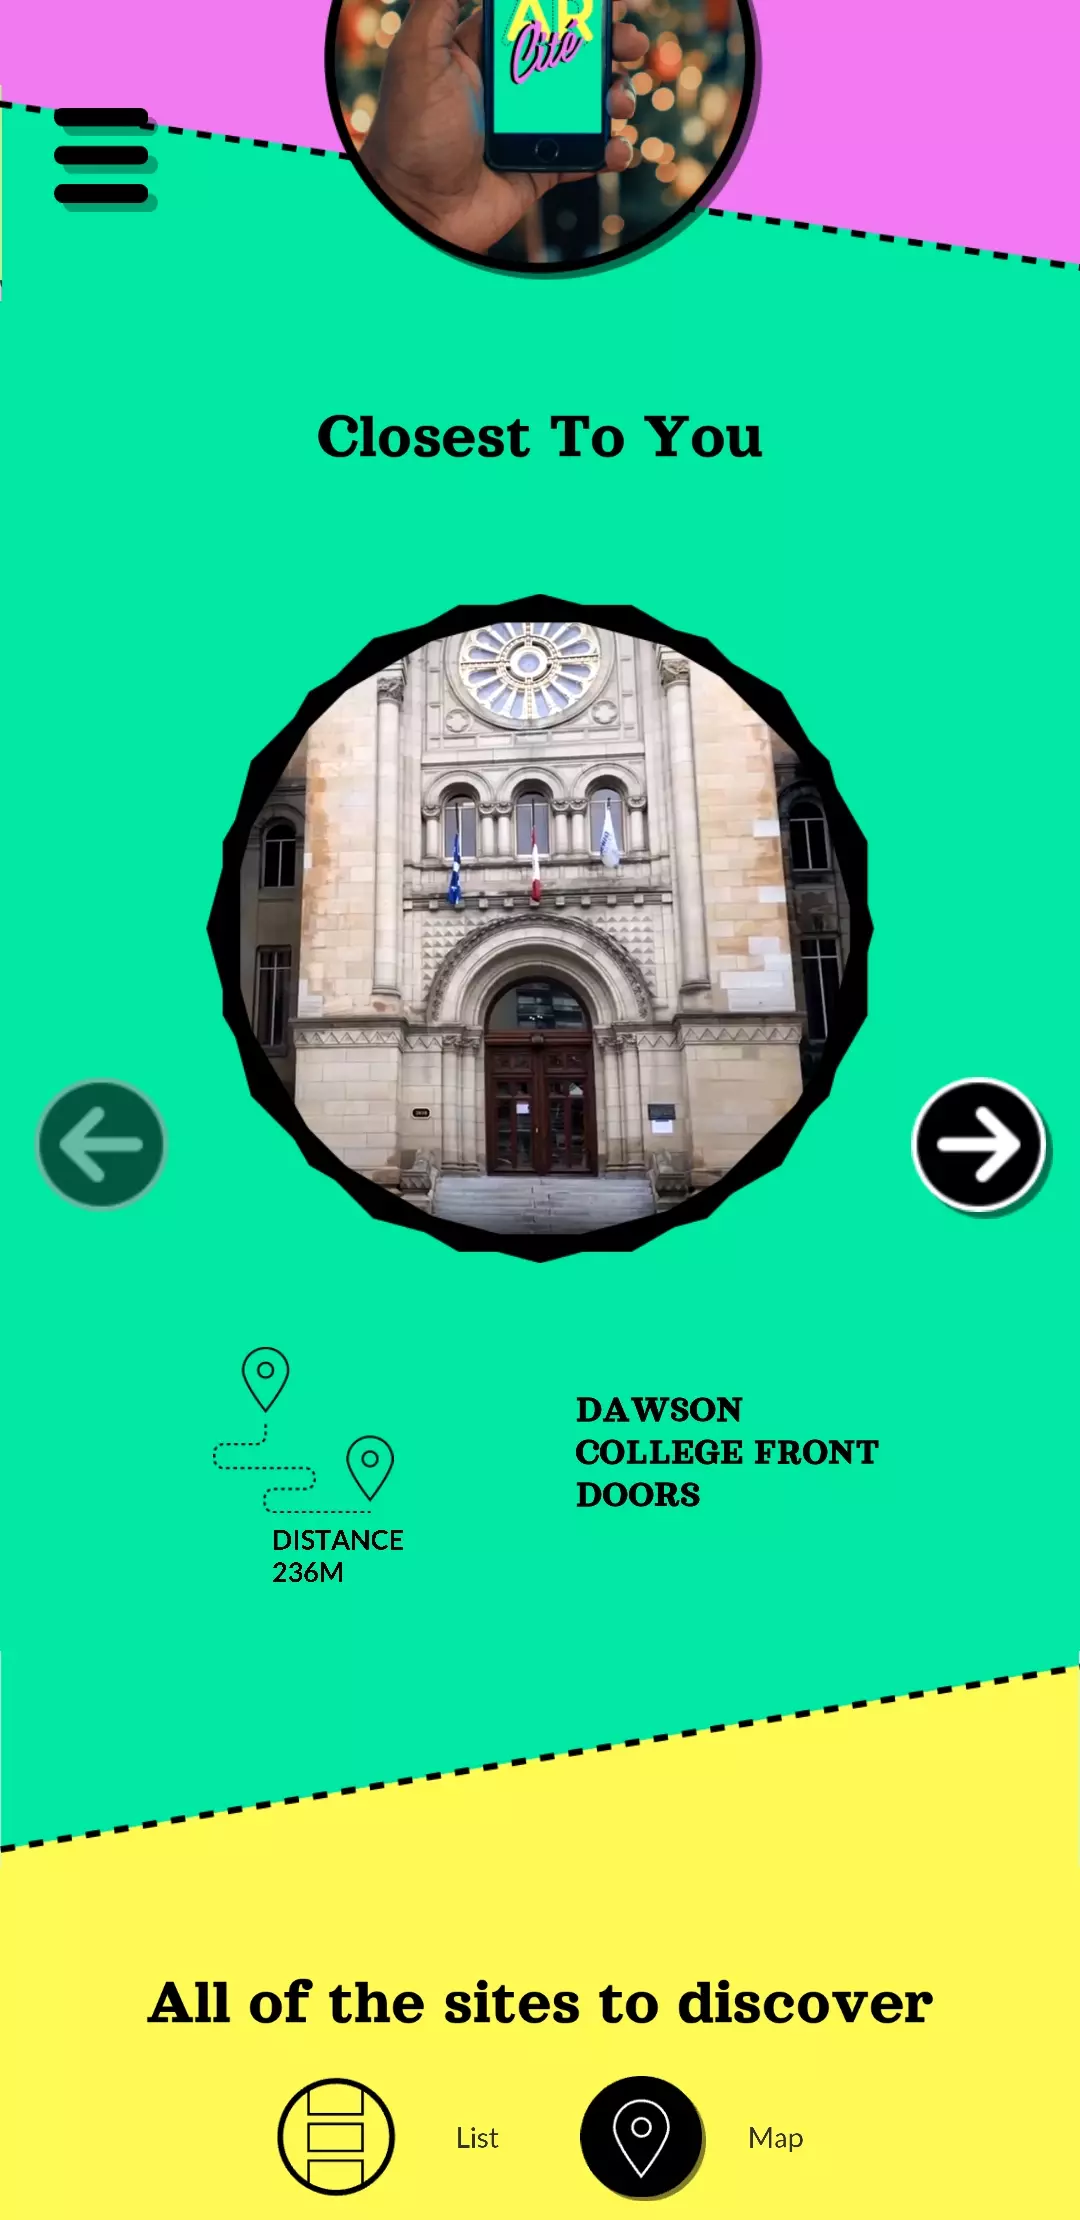 AR
Cité
Closest To You
DAWSON
COLLEGE FRONT
DOORS
DISTANCE
236M
All of the sites to discover
List
Map